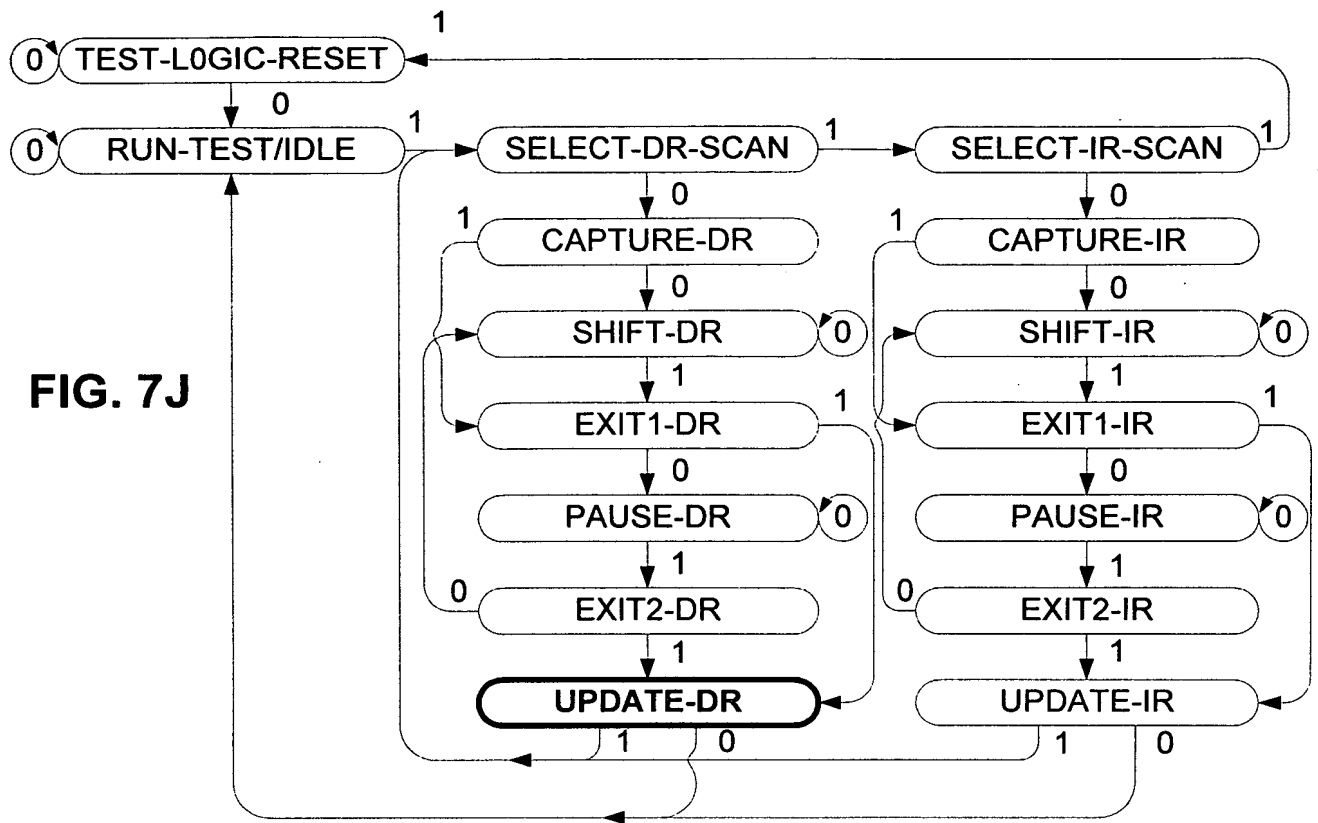 1
0 TEST-L0GIC-RESET
0
0 RUN-TEST/IDLE 1 SELECT-DR-SCAN 1 SELECT-IR-SCAN 1
0 0
1 CAPTURE-DR 1 CAPTURE-IR
0 0
SHIFT-DR 0 SHIFT-IR 0
FIG. 7J
1 1
EXIT1-DR 1 EXIT1-IR 1
0 0
PAUSE-DR 0 PAUSE-IR 0
1 1
0 EXIT2-DR 0 EXIT2-IR
1 1
UPDATE-DR UPDATE-IR
1 0 1 0